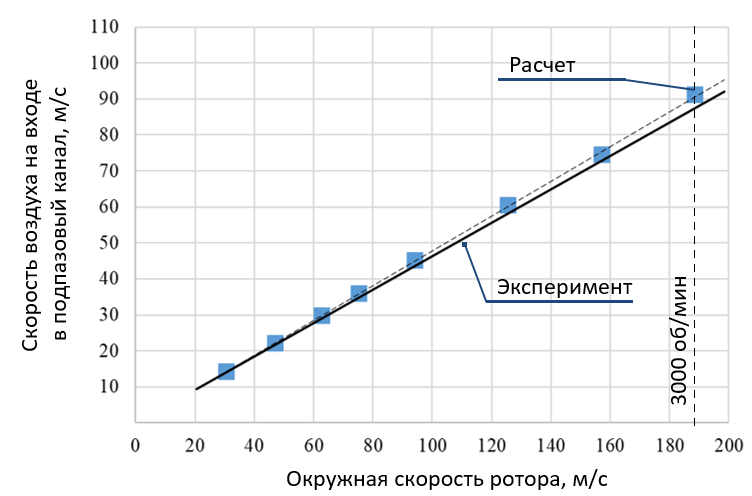 110
100
90
80
70
60
50
40
30
20
10
Скорость воздуха на входе
в подпазовый канал, м/с
Расчет
Эксперимент
3000 об/мин
0 20 40 60 80 100 120 140 160 180 200
Окружная скорость ротора, м/с